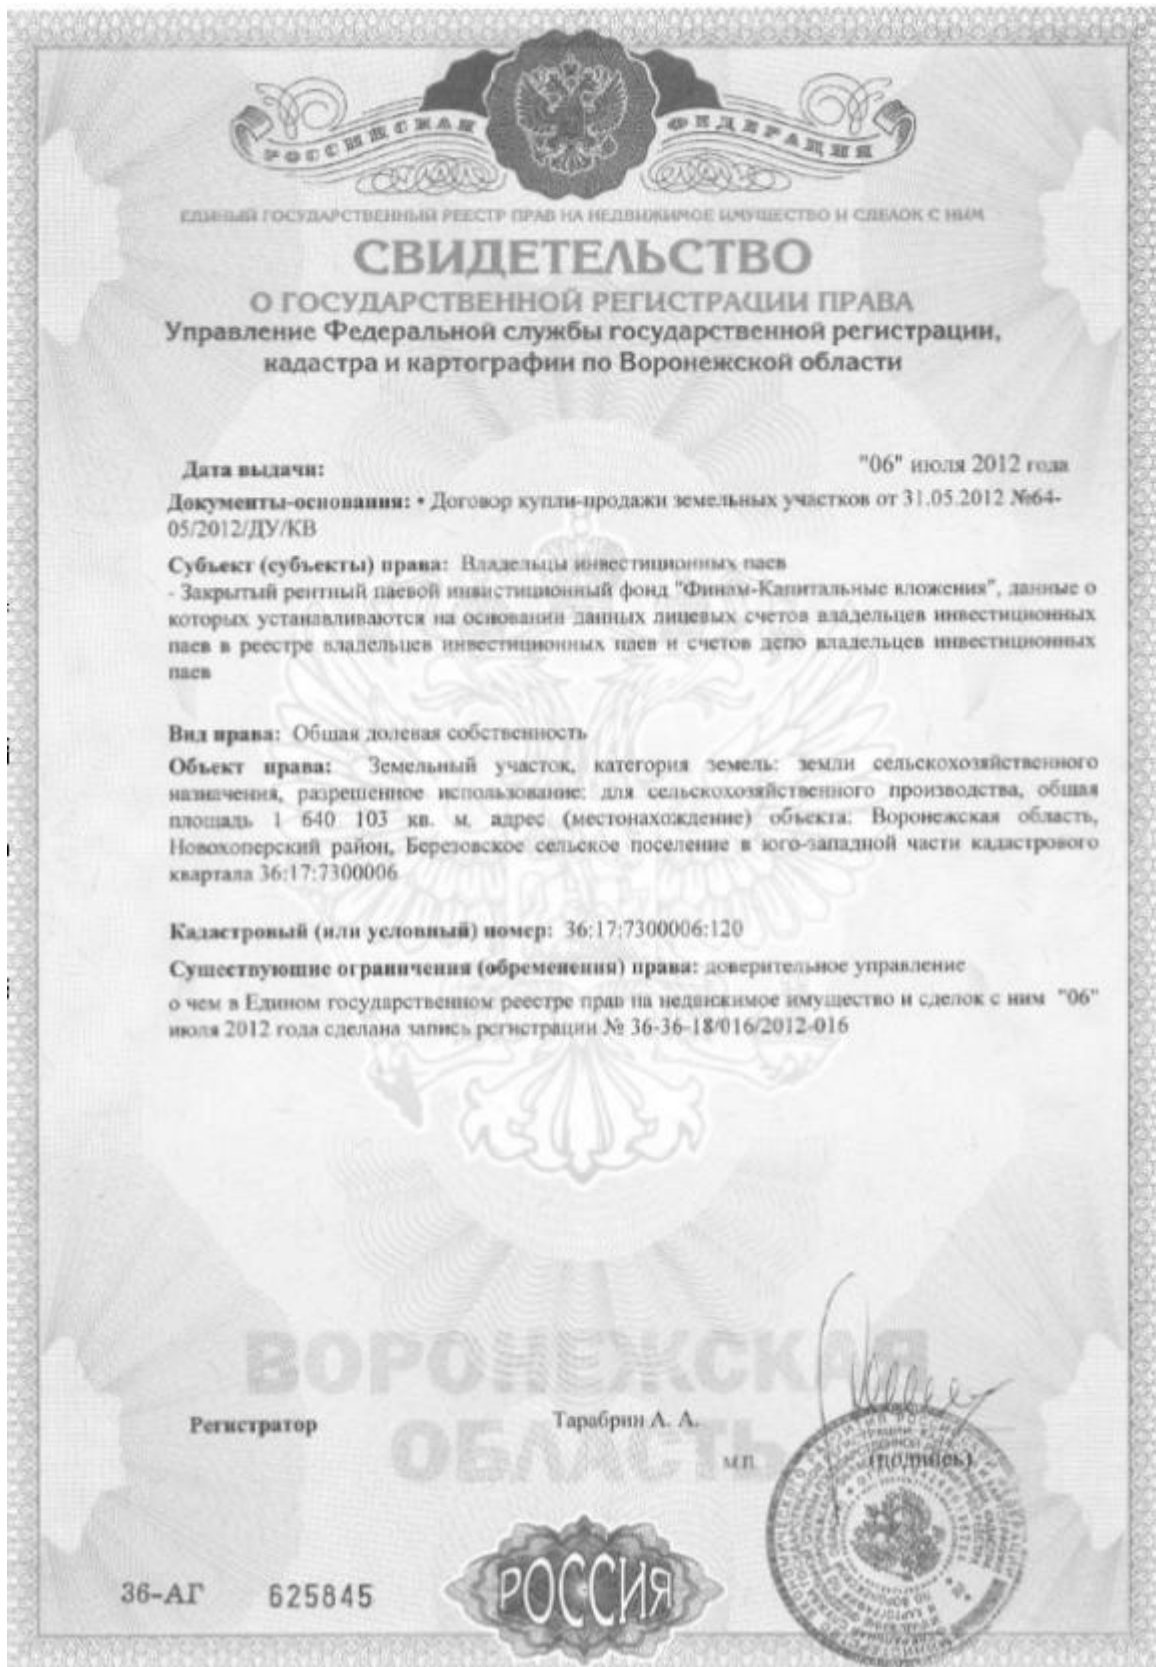 РОССИЙСКАЯ ФЕДЕРАЦИЯ
ЕДИНЫЙ ГОСУДАРСТВЕННЫЙ РЕЕСТР ПРАВ НА НЕДВИЖИМОЕ ИМУЩЕСТВО И СДЕЛОК С НИМ
СВИДЕТЕЛЬСТВО
О ГОСУДАРСТВЕННОЙ РЕГИСТРАЦИИ ПРАВА
Управление Федеральной службы государственной регистрации,
кадастра и картографии по Воронежской области
Дата выдачи: "06" июля 2012 года
Документы-основания: • Договор купли-продажи земельных участков от 31.05.2012 №64-
05/2012/ДУ/КВ
Субъект (субъекты) права: Владельцы инвестиционных паев
- Закрытый рентный паевой инвистиционный фонд "Финам-Капитальные вложения", данные о
которых устанавливаются на основании данных лицевых счетов владельцев инвестиционных
паев в реестре владельцев инвестиционных паев и счетов депо владельцев инвестиционных
паев
Вид права: Общая долевая собственность
Объект права: Земельный участок, категория земель: земли сельскохозяйственного
назначения, разрешенное использование: для сельскохозяйственного производства, общая
площадь 1 640 103 кв. м, адрес (местонахождение) объекта: Воронежская область,
Новохоперский район, Березовское сельское поселение в юго-западной части кадастрового
квартала 36:17:7300006
Кадастровый (или условный) номер: 36:17:7300006:120
Существующие ограничения (обременения) права: доверительное управление
о чем в Едином государственном реестре прав на недвижимое имущество и сделок с ним "06"
июля 2012 года сделана запись регистрации № 36-36-18/016/2012-016
ВОРОНЕЖСКАЯ
ОБЛАСТЬ
Регистратор Тарабрин А. А.
м.п. (подпись)
РОССИЯ
36-АГ 625845